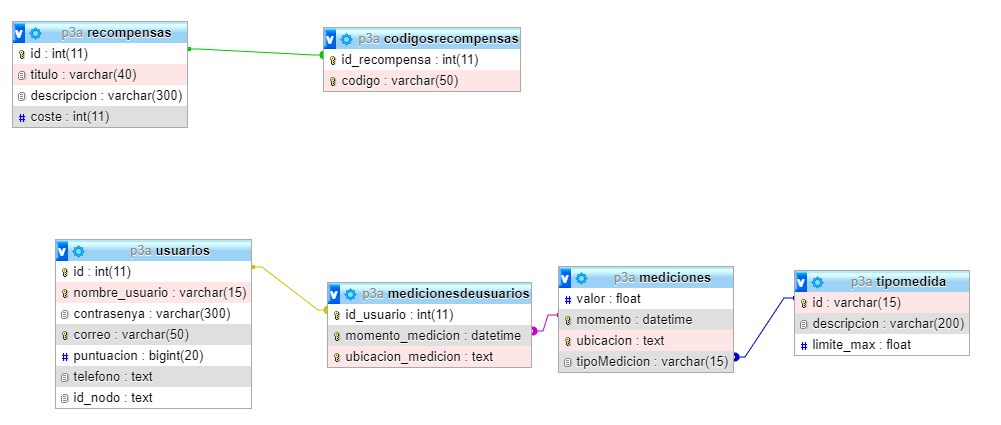 p3a recompensas
id : int(11)
titulo : varchar(40)
descripcion : varchar(300)
# coste : int(11)
p3a codigosrecompensas
id_recompensa : int(11)
codigo : varchar(50)
p3a usuarios
id : int(11)
nombre_usuario : varchar(15)
contrasenya : varchar(300)
correo : varchar(50)
# puntuacion : bigint(20)
telefono : text
id_nodo : text
p3a medicionesdeusuarios
id_usuario : int(11)
momento_medicion : datetime
ubicacion_medicion : text
p3a mediciones
# valor : float
momento : datetime
ubicacion : text
tipoMedicion : varchar(15)
p3a tipomedida
id : varchar(15)
descripcion : varchar(200)
# limite_max : float